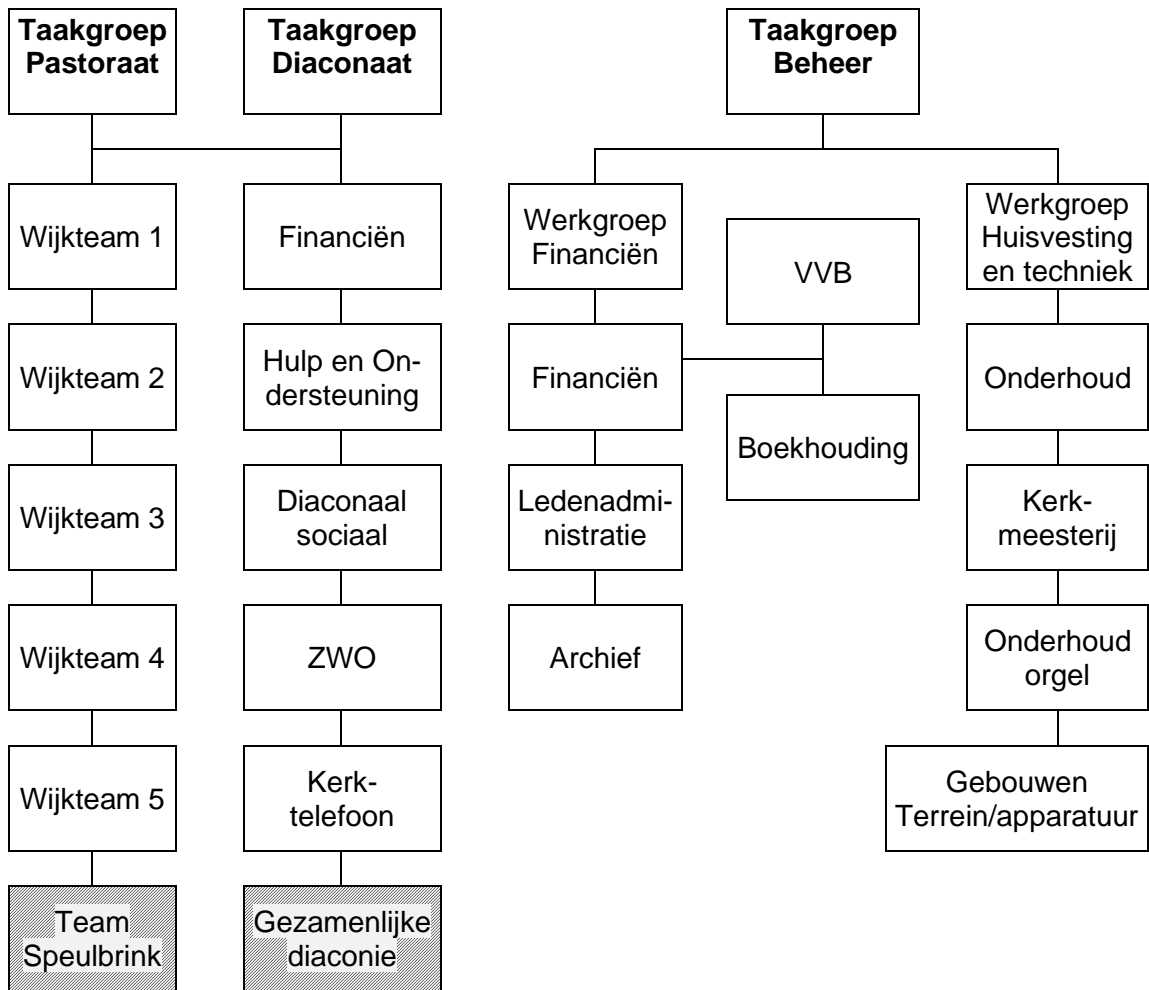 Taakgroep
Pastoraat
Taakgroep
Diaconaat
Taakgroep
Beheer
Wijkteam 1
Financiën
Werkgroep
Financiën
VVB
Werkgroep
Huisvesting
en techniek
Wijkteam 2
Hulp en On-
dersteuning
Financiën
Boekhouding
Onderhoud
Wijkteam 3
Diaconaal
sociaal
Ledenadmi-
nistratie
Kerk-
meesterij
Wijkteam 4
ZWO
Archief
Onderhoud
orgel
Wijkteam 5
Kerk-
telefoon
Gebouwen
Terrein/apparatuur
Team
Speulbrink
Gezamenlijke
diaconie